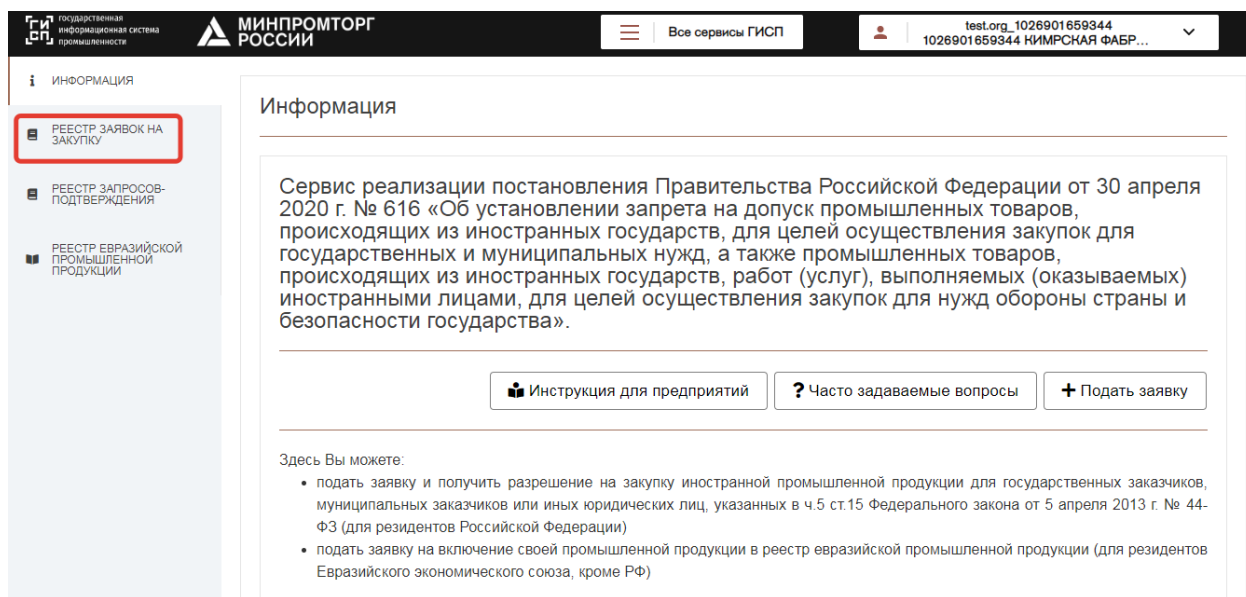 государственная
информационная система
промышленности
МИНПРОМТОРГ
РОССИИ
Все сервисы ГИСП
test.org_1026901659344
1026901659344 КИМРСКАЯ ФАБР...
ИНФОРМАЦИЯ
РЕЕСТР ЗАЯВОК НА
ЗАКУПКУ
РЕЕСТР ЗАПРОСОВ-
ПОДТВЕРЖДЕНИЯ
РЕЕСТР ЕВРАЗИЙСКОЙ
ПРОМЫШЛЕННОЙ
ПРОДУКЦИИ
Информация
Сервис реализации постановления Правительства Российской Федерации от 30 апреля
2020 г. № 616 «Об установлении запрета на допуск промышленных товаров,
происходящих из иностранных государств, для целей осуществления закупок для
государственных и муниципальных нужд, а также промышленных товаров,
происходящих из иностранных государств, работ (услуг), выполняемых (оказываемых)
иностранными лицами, для целей осуществления закупок для нужд обороны страны и
безопасности государства».
Инструкция для предприятий
? Часто задаваемые вопросы
+ Подать заявку
Здесь Вы можете:
• подать заявку и получить разрешение на закупку иностранной промышленной продукции для государственных заказчиков,
муниципальных заказчиков или иных юридических лиц, указанных в ч.5 ст.15 Федерального закона от 5 апреля 2013 г. № 44-
ФЗ (для резидентов Российской Федерации)
• подать заявку на включение своей промышленной продукции в реестр евразийской промышленной продукции (для резидентов
Евразийского экономического союза, кроме РФ)